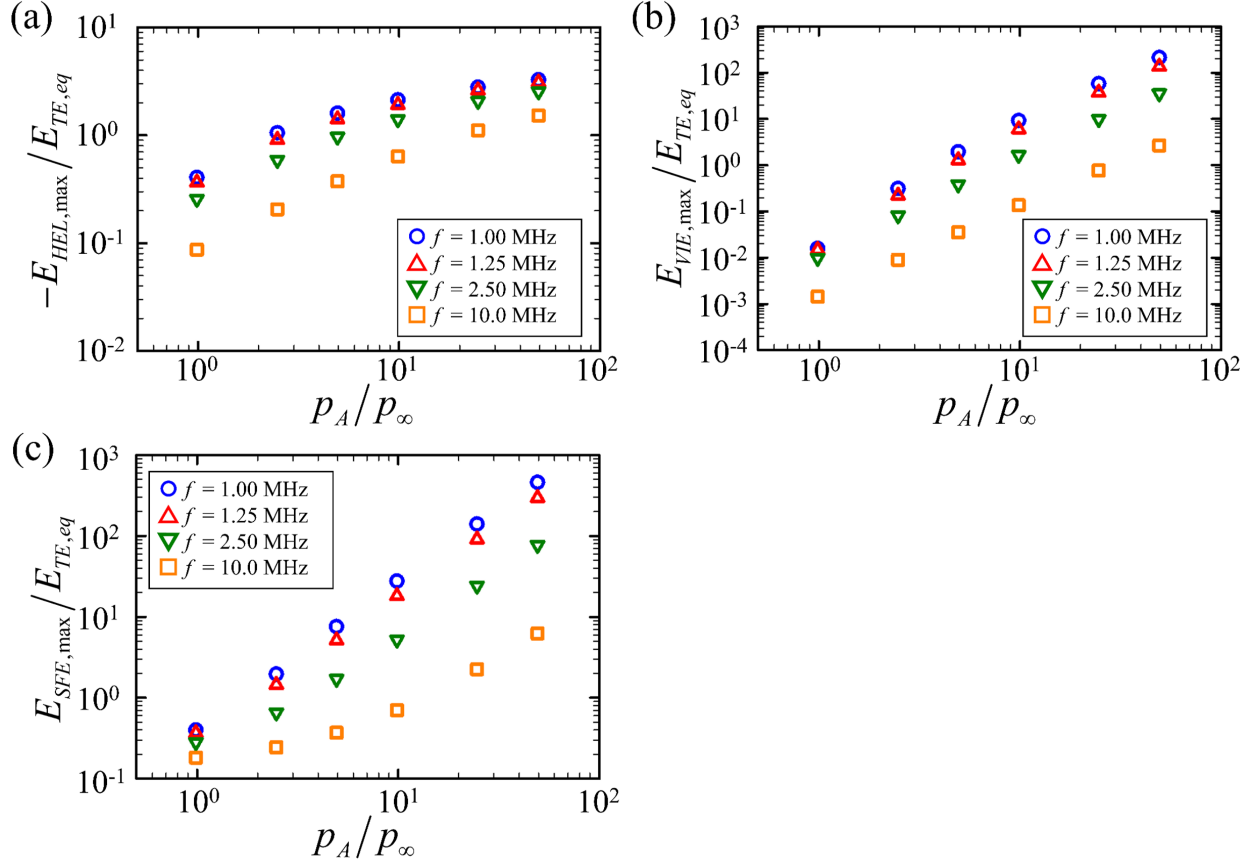 (a)
10^1
10^0
10^-1
10^-2
−E_HEL,max / E_TE,eq
f = 1.00 MHz
f = 1.25 MHz
f = 2.50 MHz
f = 10.0 MHz
10^0 10^1 10^2
p_A / p_∞
(b)
10^3
10^2
10^1
10^0
10^-1
10^-2
10^-3
10^-4
E_VIE,max / E_TE,eq
f = 1.00 MHz
f = 1.25 MHz
f = 2.50 MHz
f = 10.0 MHz
10^0 10^1 10^2
p_A / p_∞
(c)
10^3
10^2
10^1
10^0
10^-1
E_SFE,max / E_TE,eq
f = 1.00 MHz
f = 1.25 MHz
f = 2.50 MHz
f = 10.0 MHz
10^0 10^1 10^2
p_A / p_∞